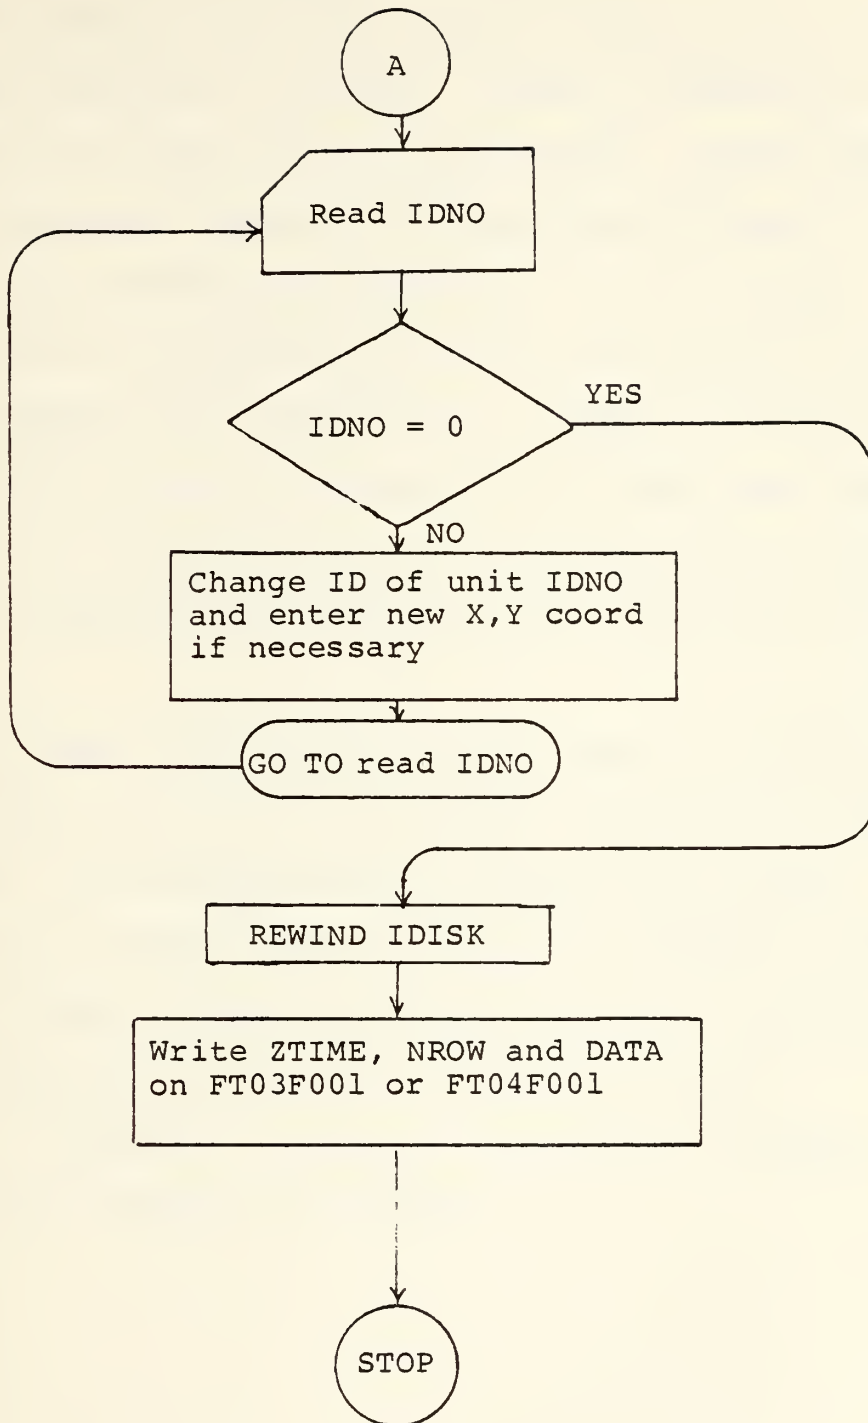 A
Read IDNO
IDNO = 0
YES
NO
Change ID of unit IDNO
and enter new X,Y coord
if necessary
GO TO read IDNO
REWIND IDISK
Write ZTIME, NROW and DATA
on FT03F001 or FT04F001
STOP